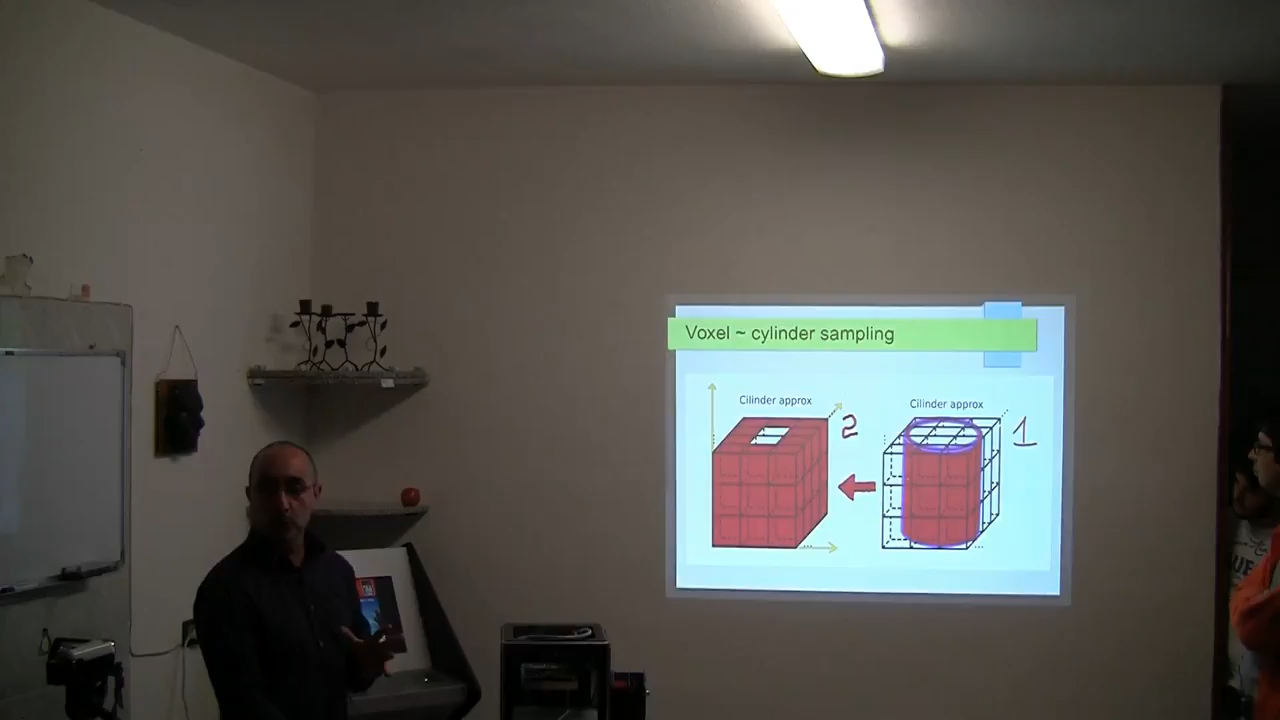 Voxel ~ cylinder sampling
Cilinder approx
2
Cilinder approx
1